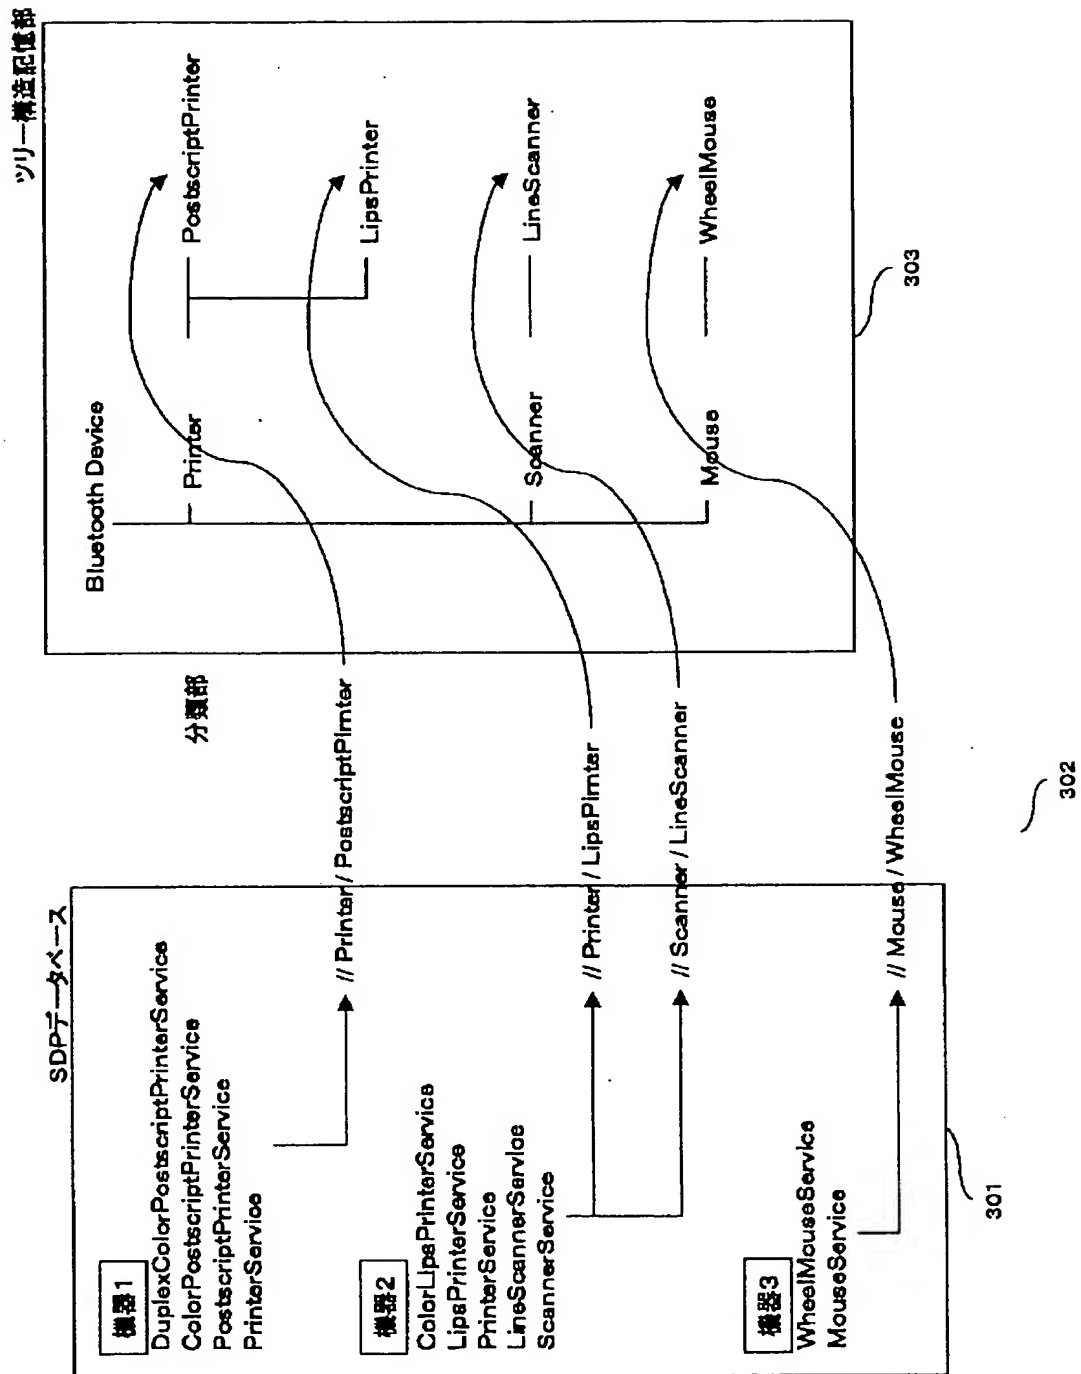 SDPデータベース
機器1
DuplexColorPostscriptPrinterService
ColorPostscriptPrinterService
PostscriptPrinterService
PrinterService
機器2
ColorLipsPrinterService
LipsPrinterService
PrinterService
LineScannerService
ScannerService
機器3
WheelMouseService
MouseService
301
分類部
// Printer / PostscriptPirnter
// Printer / LipsPirnter
// Scanner / LineScanner
// Mouse / WheelMouse
302
ツリー構造記憶部
Bluetooth Device
Printer
PostscriptPrinter
LipsPrinter
Scanner
LineScanner
Mouse
WheelMouse
303